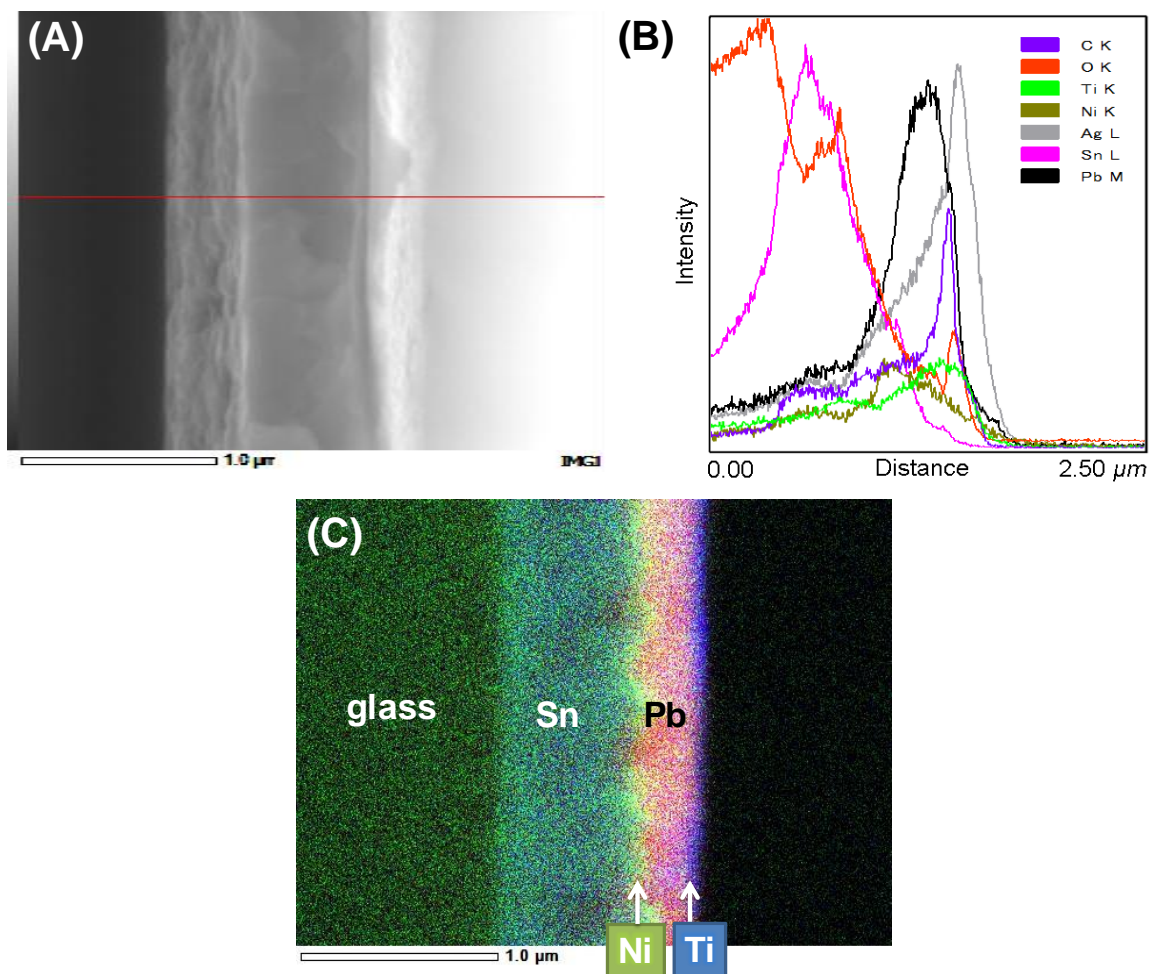 (A)
1.0 µm
IMG1
(B)
C K
O K
Ti K
Ni K
Ag L
Sn L
Pb M
Intensity
0.00 Distance 2.50 µm
(C)
glass Sn Pb
Ni Ti
1.0 µm